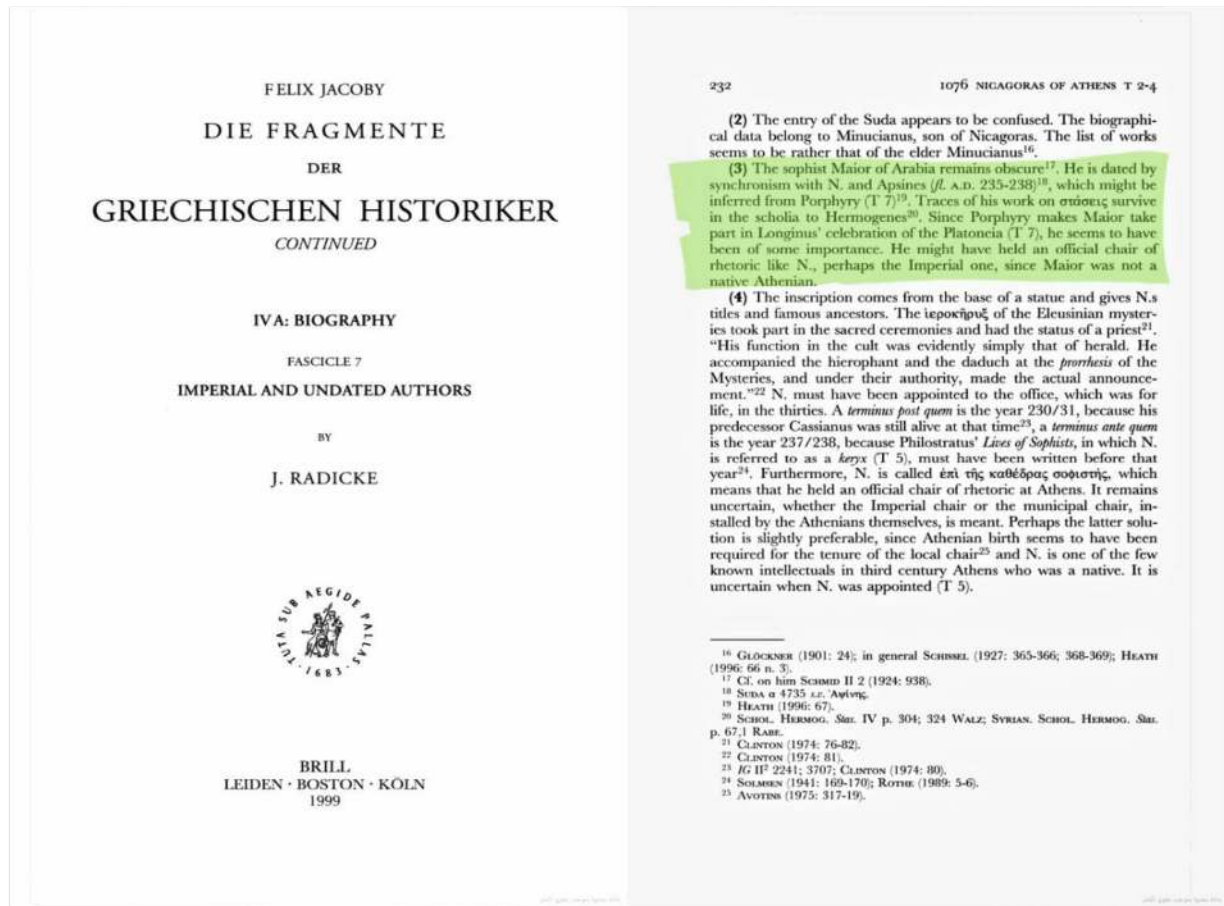 FELIX JACOBY
DIE FRAGMENTE
DER
GRIECHISCHEN HISTORIKER
CONTINUED
IVA: BIOGRAPHY
FASCICLE 7
IMPERIAL AND UNDATED AUTHORS
BY
J. RADICKE
TUTA SUB AEGIDE PALLAS · 1683 ·
BRILL
LEIDEN · BOSTON · KÖLN
1999
232 1076 NICAGORAS OF ATHENS T 2-4
(2) The entry of the Suda appears to be confused. The biographi-
cal data belong to Minucianus, son of Nicagoras. The list of works
seems to be rather that of the elder Minucianus¹⁶.
(3) The sophist Maior of Arabia remains obscure¹⁷. He is dated by
synchronism with N. and Apsines (fl. A.D. 235-238)¹⁸, which might be
inferred from Porphyry (T 7)¹⁹. Traces of his work on στάσεις survive
in the scholia to Hermogenes²⁰. Since Porphyry makes Maior take
part in Longinus' celebration of the Platoneia (T 7), he seems to have
been of some importance. He might have held an official chair of
rhetoric like N., perhaps the Imperial one, since Maior was not a
native Athenian.
(4) The inscription comes from the base of a statue and gives N.s
titles and famous ancestors. The ἱεροκῆρυξ of the Eleusinian myster-
ies took part in the sacred ceremonies and had the status of a priest²¹.
"His function in the cult was evidently simply that of herald. He
accompanied the hierophant and the daduch at the prorrhesis of the
Mysteries, and under their authority, made the actual announce-
ment."²² N. must have been appointed to the office, which was for
life, in the thirties. A terminus post quem is the year 230/31, because his
predecessor Cassianus was still alive at that time²³, a terminus ante quem
is the year 237/238, because Philostratus' Lives of Sophists, in which N.
is referred to as a keryx (T 5), must have been written before that
year²⁴. Furthermore, N. is called ἐπὶ τῆς καθέδρας σοφιστής, which
means that he held an official chair of rhetoric at Athens. It remains
uncertain, whether the Imperial chair or the municipal chair, in-
stalled by the Athenians themselves, is meant. Perhaps the latter solu-
tion is slightly preferable, since Athenian birth seems to have been
required for the tenure of the local chair²⁵ and N. is one of the few
known intellectuals in third century Athens who was a native. It is
uncertain when N. was appointed (T 5).
¹⁶ GLÖCKNER (1901: 24); in general SCHISSEL (1927: 365-366; 368-369); HEATH
(1996: 66 n. 3).
¹⁷ Cf. on him SCHMID II 2 (1924: 938).
¹⁸ SUDA α 4735 s.v. Ἀψίνης.
¹⁹ HEATH (1996: 67).
²⁰ SCHOL. HERMOG. Stas. IV p. 304; 324 WALZ; SYRIAN. SCHOL. HERMOG. Stas.
p. 67,1 RABE.
²¹ CLINTON (1974: 76-82).
²² CLINTON (1974: 81).
²³ IG II² 2241; 3707; CLINTON (1974: 80).
²⁴ SOLMSEN (1941: 169-170); ROTHE (1989: 5-6).
²⁵ AVOTINS (1975: 317-19).